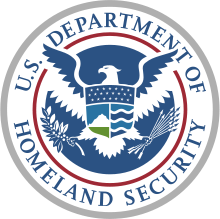 U.S. DEPARTMENT OF
HOMELAND SECURITY